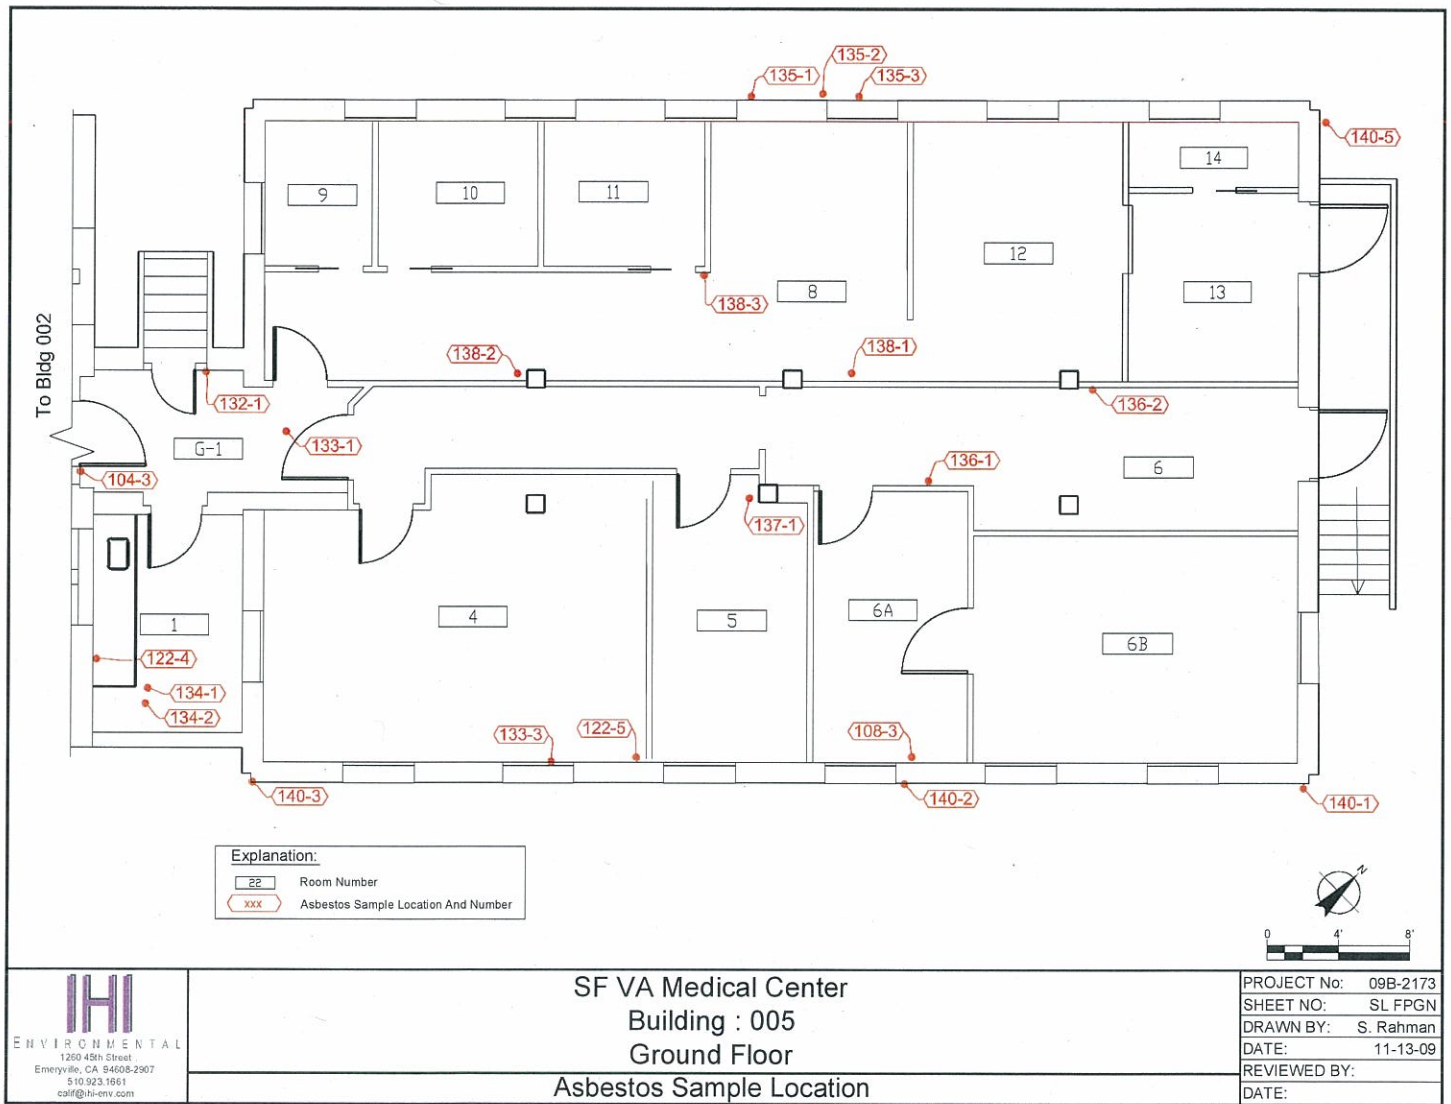 135-2
135-1
135-3
140-5
14
9
10
11
12
8
13
138-3
To Bldg 002
138-2
138-1
132-1
136-2
133-1
G-1
136-1
6
104-3
137-1
4
5
6A
1
6B
122-4
134-1
134-2
133-3
122-5
108-3
140-3
140-2
140-1
Explanation:
22 Room Number
XXX Asbestos Sample Location And Number
N
0 4' 8'
IHI
ENVIRONMENTAL
1260 45th Street
Emeryville, CA 94608-2907
510.923.1661
calif@ihi-env.com
SF VA Medical Center
Building : 005
Ground Floor
Asbestos Sample Location
PROJECT No: 09B-2173
SHEET NO: SL FPGN
DRAWN BY: S. Rahman
DATE: 11-13-09
REVIEWED BY:
DATE: